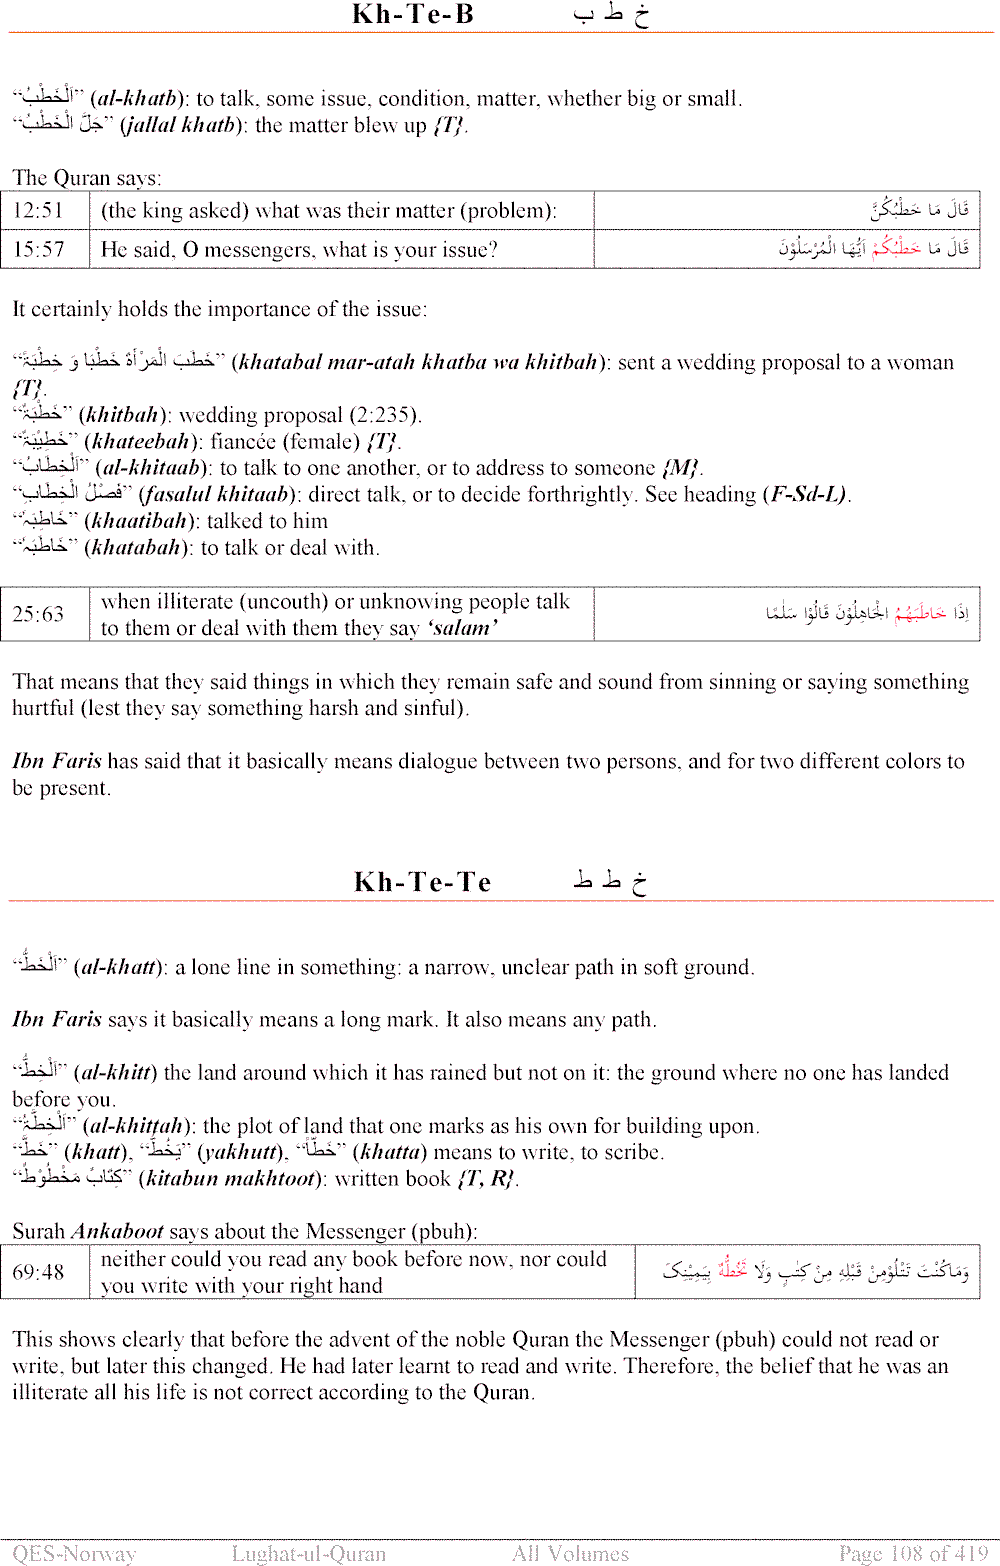 Kh-Te-B خ ط ب
“اَلْخَطْبُ” (al-khatb): to talk, some issue, condition, matter, whether big or small.
“جَلَّ الْخَطْبُ” (jallal khatb): the matter blew up {T}.
The Quran says:
12:51 (the king asked) what was their matter (problem): قَالَ مَا خَطْبُكُنَّ
15:57 He said, O messengers, what is your issue? قَالَ مَا خَطْبُكُمْ اَيُّهَا الْمُرْسَلُوْنَ
It certainly holds the importance of the issue:
“خَطَبَ الْمَرْأَةَ خَطْبًا وَ خِطْبَةً” (khatabal mar-atah khatba wa khitbah): sent a wedding proposal to a woman
{T}.
“خَطْبَةٌ” (khitbah): wedding proposal (2:235).
“خَطِيْبَةٌ” (khateebah): fiancée (female) {T}.
“اَلْخِطَابُ” (al-khitaab): to talk to one another, or to address to someone {M}.
“فَصْلُ الْخِطَابِ” (fasalul khitaab): direct talk, or to decide forthrightly. See heading (F-Sd-L).
“خَاطِبَہٗ” (khaatibah): talked to him
“خَاطَبَہٗ” (khatabah): to talk or deal with.
25:63 when illiterate (uncouth) or unknowing people talk
to them or deal with them they say ‘salam’ اِذَا خَاطَبَهُمُ الْجَاهِلُوْنَ قَالُوْا سَلٰمًا
That means that they said things in which they remain safe and sound from sinning or saying something
hurtful (lest they say something harsh and sinful).
Ibn Faris has said that it basically means dialogue between two persons, and for two different colors to
be present.
Kh-Te-Te خ ط ط
“اَلْخَطُّ” (al-khatt): a lone line in something: a narrow, unclear path in soft ground.
Ibn Faris says it basically means a long mark. It also means any path.
“اَلْخِطُّ” (al-khitt) the land around which it has rained but not on it: the ground where no one has landed
before you.
“اَلْخِطَّةُ” (al-khittah): the plot of land that one marks as his own for building upon.
“خَطَّ” (khatt), “يَخُطُّ” (yakhutt), “خَطًّا” (khatta) means to write, to scribe.
“كِتَابٌ مَخْطُوْطٌ” (kitabun makhtoot): written book {T, R}.
Surah Ankaboot says about the Messenger (pbuh):
69:48 neither could you read any book before now, nor could
you write with your right hand وَمَاكُنْتَ تَتْلُوْمِنْ قَبْلِهٖ مِنْ كِتٰبٍ وَلَا تَخُطُّهٗ بِيَمِيْنِکَ
This shows clearly that before the advent of the noble Quran the Messenger (pbuh) could not read or
write, but later this changed. He had later learnt to read and write. Therefore, the belief that he was an
illiterate all his life is not correct according to the Quran.
QES-Norway Lughat-ul-Quran All Volumes Page 108 of 419